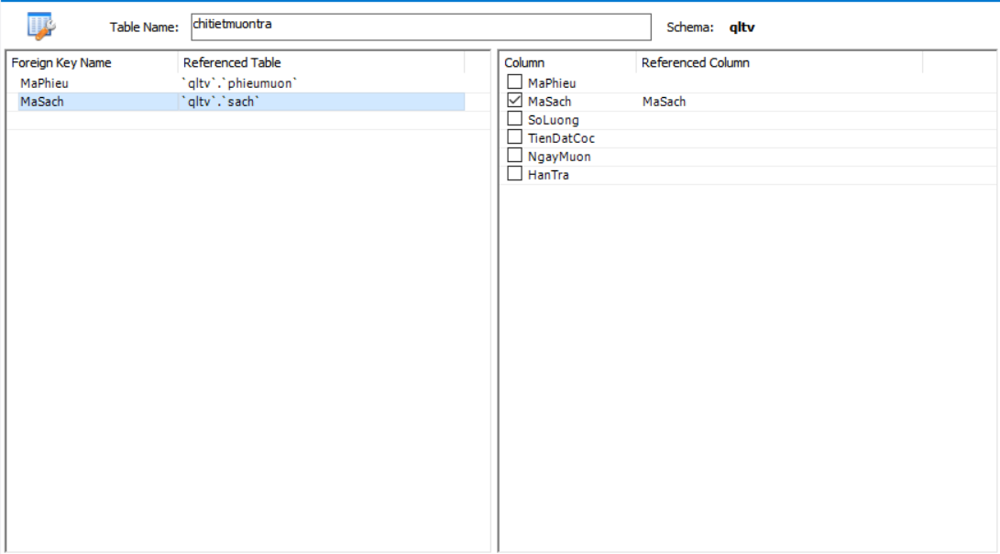 Table Name: chitietmuontra Schema: qltv
Foreign Key Name Referenced Table
MaPhieu `qltv`.`phieumuon`
MaSach `qltv`.`sach`
Column Referenced Column
MaPhieu
MaSach MaSach
SoLuong
TienDatCoc
NgayMuon
HanTra